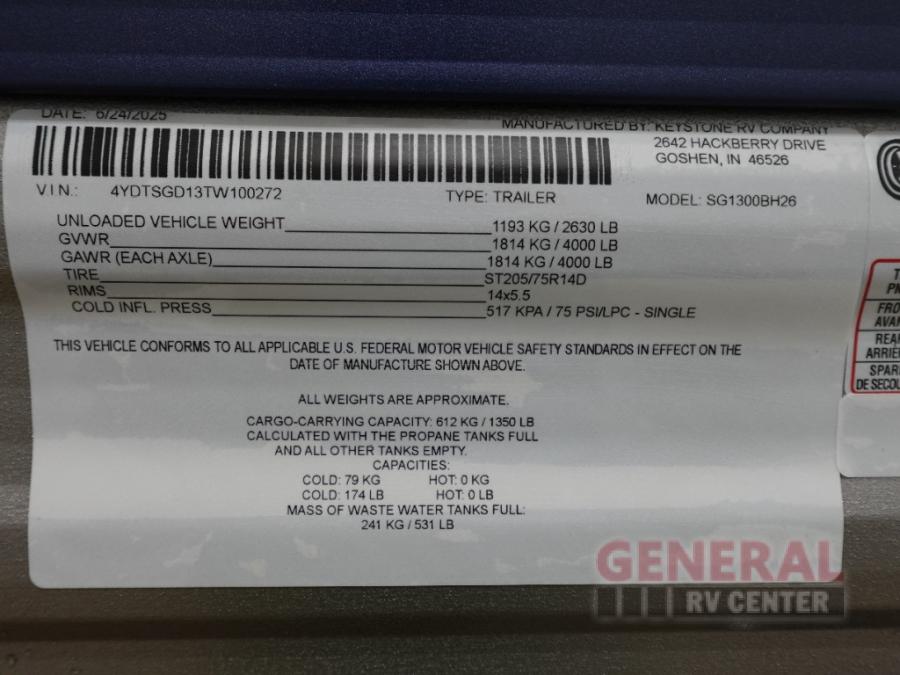 DATE: 6/24/2025
MANUFACTURED BY: KEYSTONE RV COMPANY
2642 HACKBERRY DRIVE
GOSHEN, IN 46526
V I N.: 4YDTSGD13TW100272 TYPE: TRAILER MODEL: SG1300BH26
UNLOADED VEHICLE WEIGHT 1193 KG / 2630 LB
GVWR 1814 KG / 4000 LB
GAWR (EACH AXLE) 1814 KG / 4000 LB
TIRE ST205/75R14D
RIMS 14x5.5
COLD INFL. PRESS 517 KPA / 75 PSI/LPC - SINGLE
THIS VEHICLE CONFORMS TO ALL APPLICABLE U.S. FEDERAL MOTOR VEHICLE SAFETY STANDARDS IN EFFECT ON THE
DATE OF MANUFACTURE SHOWN ABOVE.
ALL WEIGHTS ARE APPROXIMATE.
CARGO-CARRYING CAPACITY: 612 KG / 1350 LB
CALCULATED WITH THE PROPANE TANKS FULL
AND ALL OTHER TANKS EMPTY.
CAPACITIES:
COLD: 79 KG HOT: 0 KG
COLD: 174 LB HOT: 0 LB
MASS OF WASTE WATER TANKS FULL:
241 KG / 531 LB
GENERAL
RV CENTER